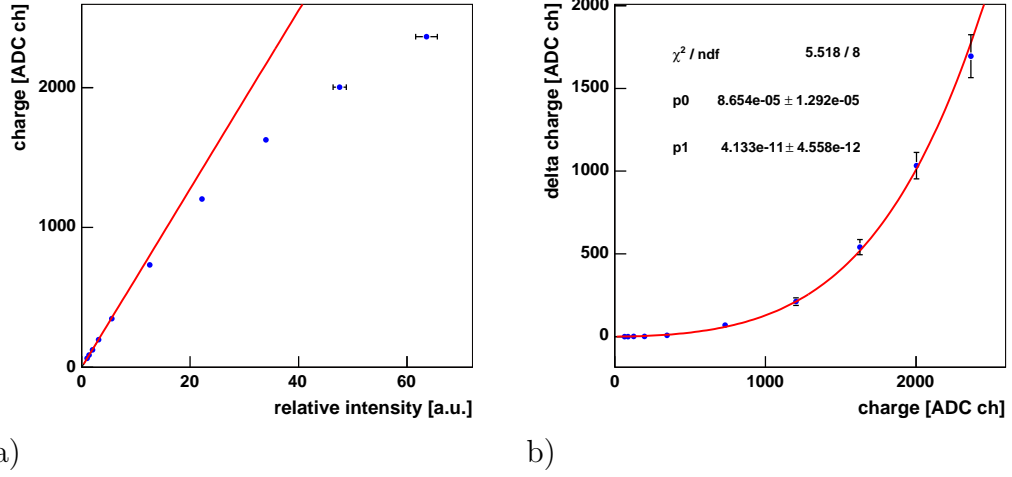 charge [ADC ch]
2000
1000
0
0 20 40 60
relative intensity [a.u.]
a)
delta charge [ADC ch]
2000
1500
1000
500
0
χ² / ndf 5.518 / 8
p0 8.654e-05 ± 1.292e-05
p1 4.133e-11 ± 4.558e-12
0 1000 2000
charge [ADC ch]
b)